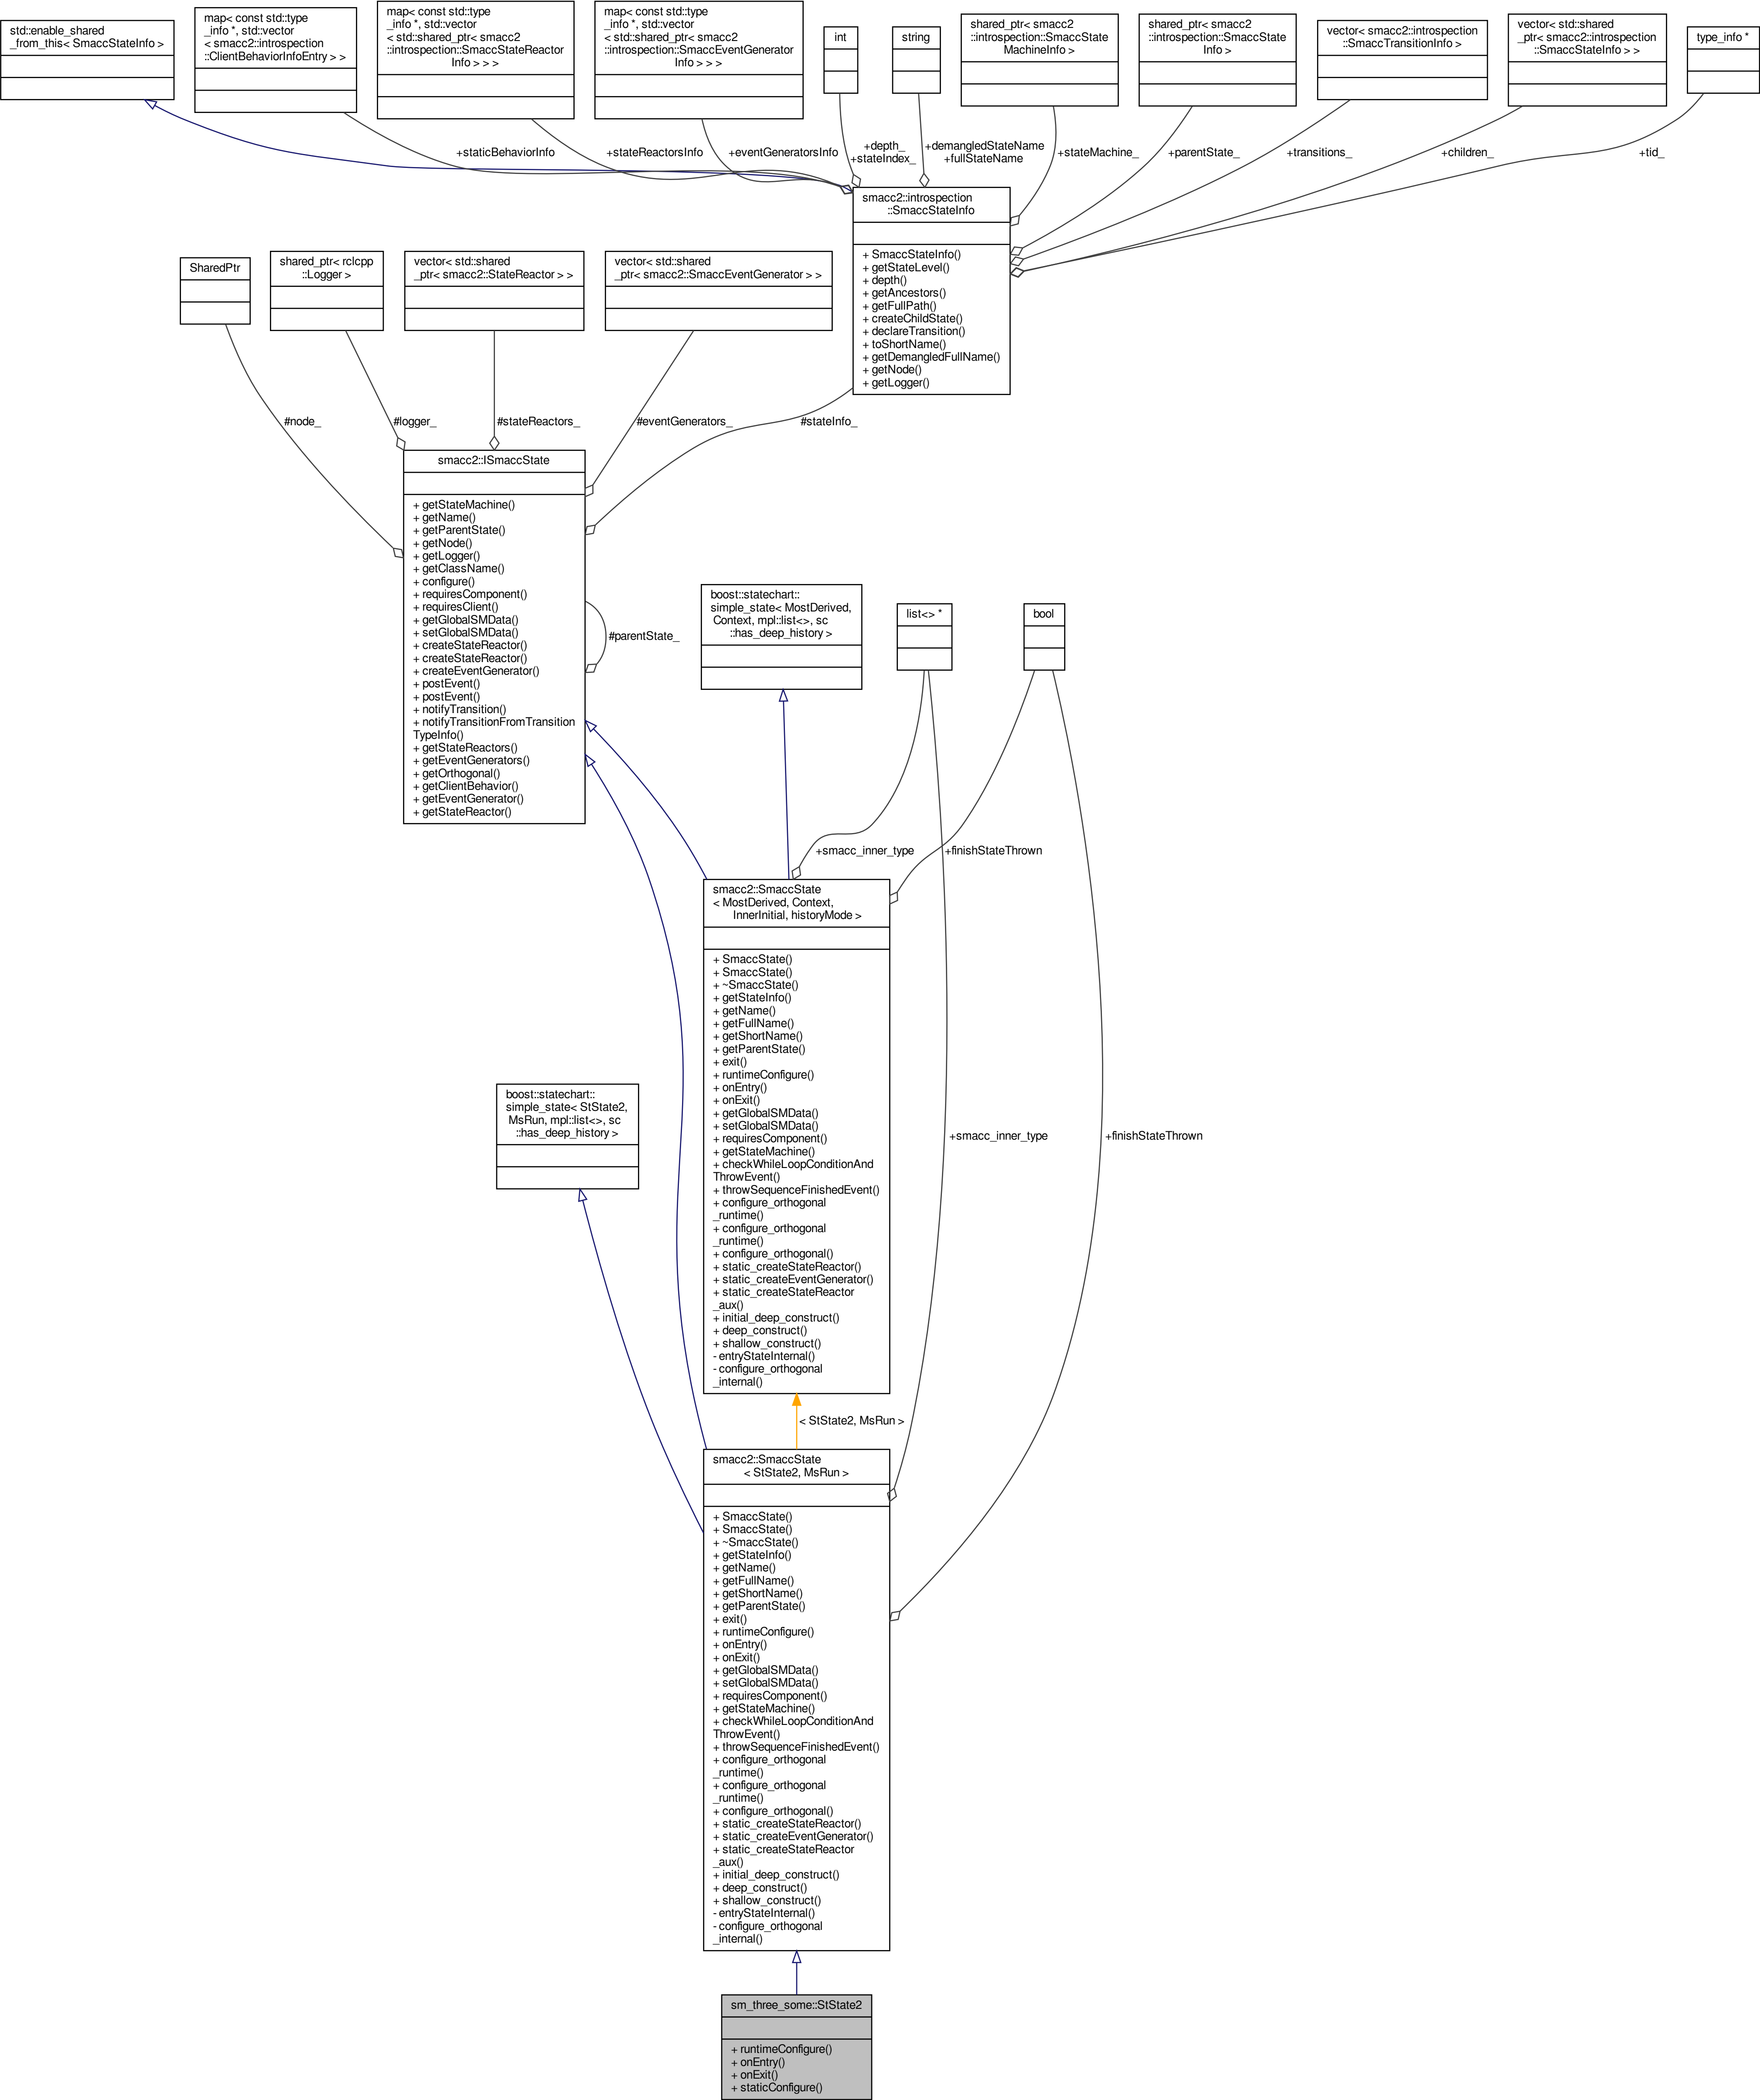 std::enable_shared
_from_this< SmaccStateInfo >
map< const std::type
_info *, std::vector
< smacc2::introspection
::ClientBehaviorInfoEntry > >
map< const std::type
_info *, std::vector
< std::shared_ptr< smacc2
::introspection::SmaccStateReactor
Info > > >
map< const std::type
_info *, std::vector
< std::shared_ptr< smacc2
::introspection::SmaccEventGenerator
Info > > >
int
string
shared_ptr< smacc2
::introspection::SmaccState
MachineInfo >
shared_ptr< smacc2
::introspection::SmaccState
Info >
vector< smacc2::introspection
::SmaccTransitionInfo >
vector< std::shared
_ptr< smacc2::introspection
::SmaccStateInfo > >
type_info *
+staticBehaviorInfo
+stateReactorsInfo
+eventGeneratorsInfo
+depth_
+stateIndex_
+demangledStateName
+fullStateName
+stateMachine_
+parentState_
+transitions_
+children_
+tid_
smacc2::introspection
::SmaccStateInfo
+ SmaccStateInfo()
+ getStateLevel()
+ depth()
+ getAncestors()
+ getFullPath()
+ createChildState()
+ declareTransition()
+ toShortName()
+ getDemangledFullName()
+ getNode()
+ getLogger()
SharedPtr
shared_ptr< rclcpp
::Logger >
vector< std::shared
_ptr< smacc2::StateReactor > >
vector< std::shared
_ptr< smacc2::SmaccEventGenerator > >
#node_
#logger_
#stateReactors_
#eventGenerators_
#stateInfo_
smacc2::ISmaccState
+ getStateMachine()
+ getName()
+ getParentState()
+ getNode()
+ getLogger()
+ getClassName()
+ configure()
+ requiresComponent()
+ requiresClient()
+ getGlobalSMData()
+ setGlobalSMData()
+ createStateReactor()
+ createStateReactor()
+ createEventGenerator()
+ postEvent()
+ postEvent()
+ notifyTransition()
+ notifyTransitionFromTransition
TypeInfo()
+ getStateReactors()
+ getEventGenerators()
+ getOrthogonal()
+ getClientBehavior()
+ getEventGenerator()
+ getStateReactor()
#parentState_
boost::statechart::
simple_state< MostDerived,
Context, mpl::list<>, sc
::has_deep_history >
list<> *
bool
+smacc_inner_type
+finishStateThrown
smacc2::SmaccState
< MostDerived, Context,
InnerInitial, historyMode >
+ SmaccState()
+ SmaccState()
+ ~SmaccState()
+ getStateInfo()
+ getName()
+ getFullName()
+ getShortName()
+ getParentState()
+ exit()
+ runtimeConfigure()
+ onEntry()
+ onExit()
+ getGlobalSMData()
+ setGlobalSMData()
+ requiresComponent()
+ getStateMachine()
+ checkWhileLoopConditionAnd
ThrowEvent()
+ throwSequenceFinishedEvent()
+ configure_orthogonal
_runtime()
+ configure_orthogonal
_runtime()
+ configure_orthogonal()
+ static_createStateReactor()
+ static_createEventGenerator()
+ static_createStateReactor
_aux()
+ initial_deep_construct()
+ deep_construct()
+ shallow_construct()
- entryStateInternal()
- configure_orthogonal
_internal()
boost::statechart::
simple_state< StState2,
MsRun, mpl::list<>, sc
::has_deep_history >
+smacc_inner_type
+finishStateThrown
< StState2, MsRun >
smacc2::SmaccState
< StState2, MsRun >
+ SmaccState()
+ SmaccState()
+ ~SmaccState()
+ getStateInfo()
+ getName()
+ getFullName()
+ getShortName()
+ getParentState()
+ exit()
+ runtimeConfigure()
+ onEntry()
+ onExit()
+ getGlobalSMData()
+ setGlobalSMData()
+ requiresComponent()
+ getStateMachine()
+ checkWhileLoopConditionAnd
ThrowEvent()
+ throwSequenceFinishedEvent()
+ configure_orthogonal
_runtime()
+ configure_orthogonal
_runtime()
+ configure_orthogonal()
+ static_createStateReactor()
+ static_createEventGenerator()
+ static_createStateReactor
_aux()
+ initial_deep_construct()
+ deep_construct()
+ shallow_construct()
- entryStateInternal()
- configure_orthogonal
_internal()
sm_three_some::StState2
+ runtimeConfigure()
+ onEntry()
+ onExit()
+ staticConfigure()